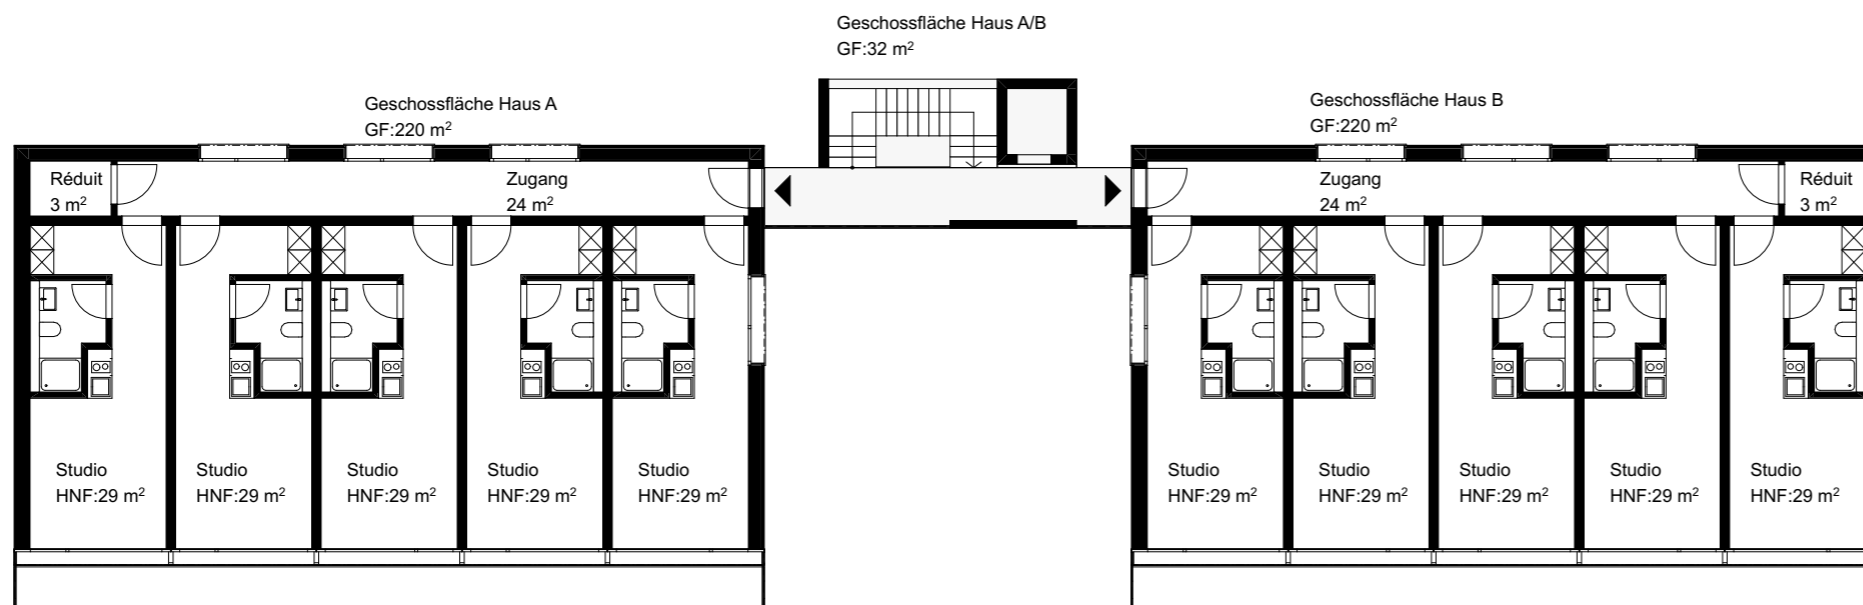 Geschossfläche Haus A/B
GF:32 m²
Geschossfläche Haus A
GF:220 m²
Geschossfläche Haus B
GF:220 m²
Réduit
3 m²
Zugang
24 m²
Zugang
24 m²
Réduit
3 m²
Studio
HNF:29 m²
Studio
HNF:29 m²
Studio
HNF:29 m²
Studio
HNF:29 m²
Studio
HNF:29 m²
Studio
HNF:29 m²
Studio
HNF:29 m²
Studio
HNF:29 m²
Studio
HNF:29 m²
Studio
HNF:29 m²